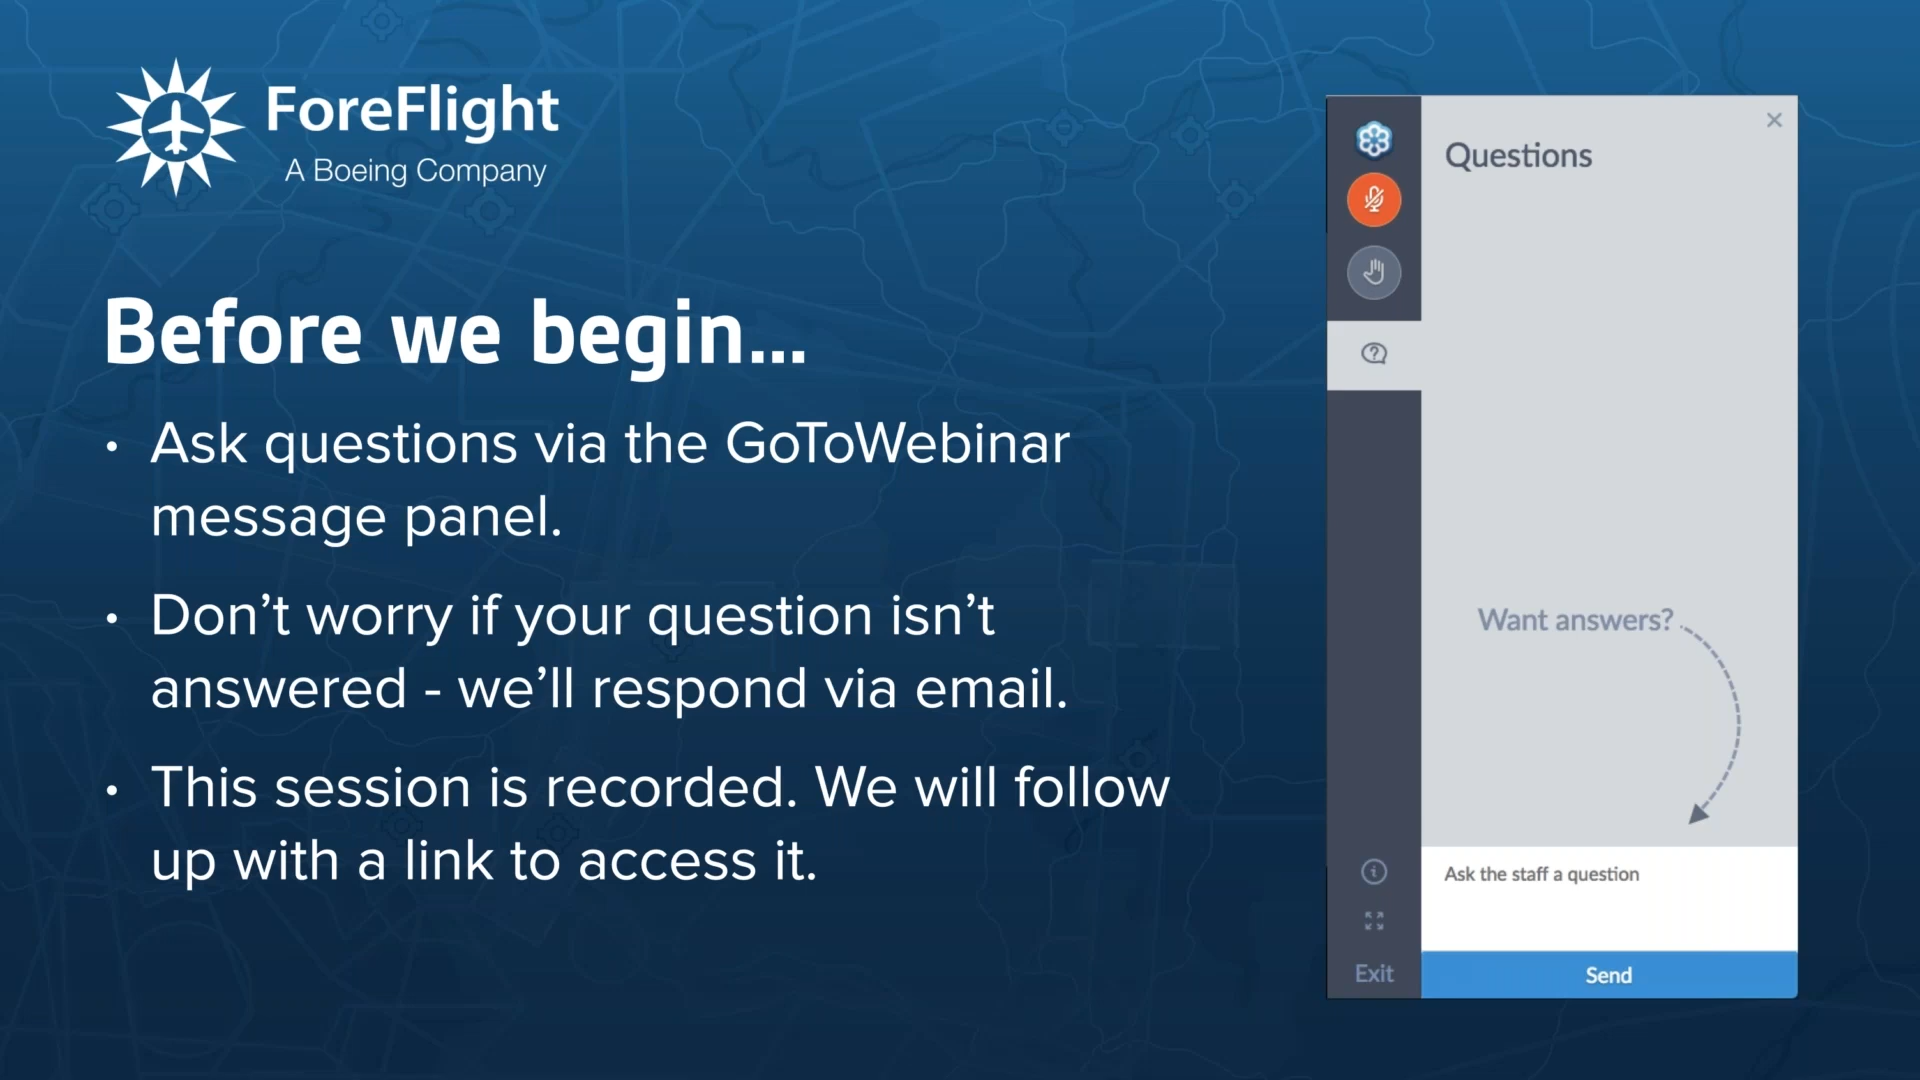 ForeFlight
A Boeing Company
Before we begin...
• Ask questions via the GoToWebinar
message panel.
• Don’t worry if your question isn’t
answered - we’ll respond via email.
• This session is recorded. We will follow
up with a link to access it.
Questions
Want answers?
Ask the staff a question
Exit
Send